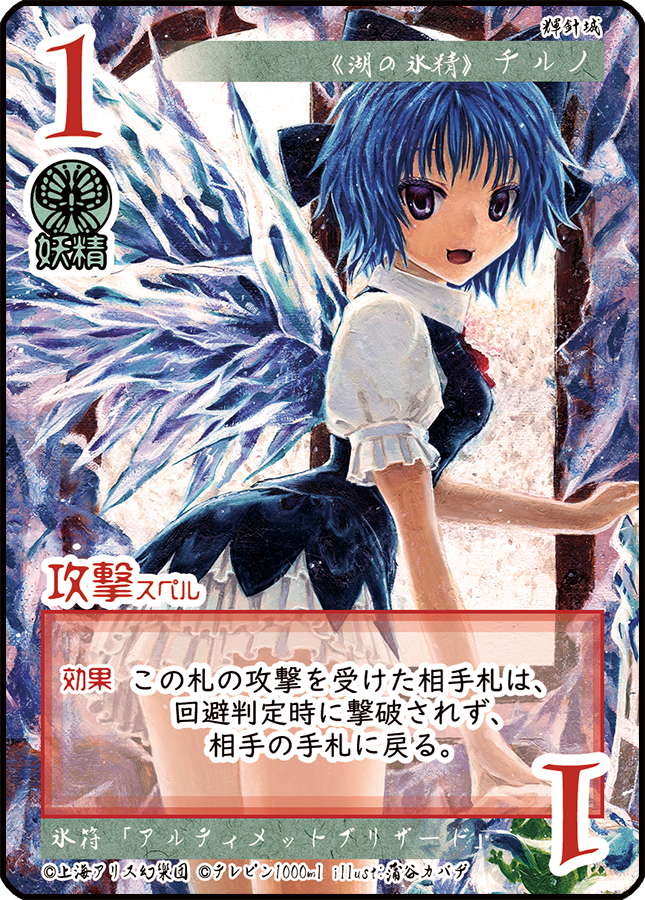 輝針城
1
《湖の氷精》 チルノ
妖精
攻撃スペル
効果 この札の攻撃を受けた相手札は、
回避判定時に撃破されず、
相手の手札に戻る。
1
氷符「アルティメットブリザード」
©上海アリス幻樂団 ©テレピン1000ml illust:蒲谷カバヂ